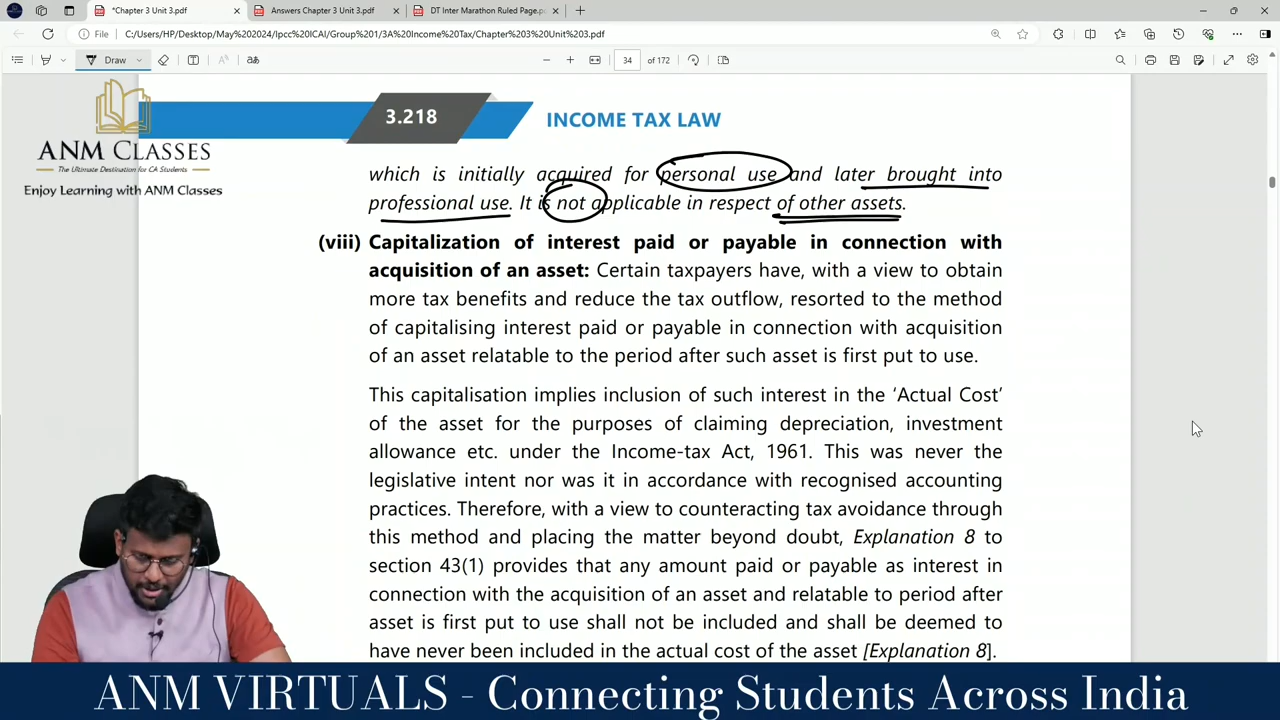 *Chapter 3 Unit 3.pdf
Answers Chapter 3 Unit 3.pdf
DT Inter Marathon Ruled Page.p
File
C:/Users/HP/Desktop/May%202024/Ipcc%20ICAI/Group%201/3A%20Income%20Tax/Chapter%203%20Unit%203.pdf
Draw
34 of 172
ANM CLASSES
The Ultimate Destination for CA Students
Enjoy Learning with ANM Classes
3.218
INCOME TAX LAW
which is initially acquired for personal use and later brought into
professional use. It is not applicable in respect of other assets.
(viii) Capitalization of interest paid or payable in connection with
acquisition of an asset: Certain taxpayers have, with a view to obtain
more tax benefits and reduce the tax outflow, resorted to the method
of capitalising interest paid or payable in connection with acquisition
of an asset relatable to the period after such asset is first put to use.
This capitalisation implies inclusion of such interest in the ‘Actual Cost’
of the asset for the purposes of claiming depreciation, investment
allowance etc. under the Income-tax Act, 1961. This was never the
legislative intent nor was it in accordance with recognised accounting
practices. Therefore, with a view to counteracting tax avoidance through
this method and placing the matter beyond doubt, Explanation 8 to
section 43(1) provides that any amount paid or payable as interest in
connection with the acquisition of an asset and relatable to period after
asset is first put to use shall not be included and shall be deemed to
have never been included in the actual cost of the asset [Explanation 8].
ANM VIRTUALS - Connecting Students Across India